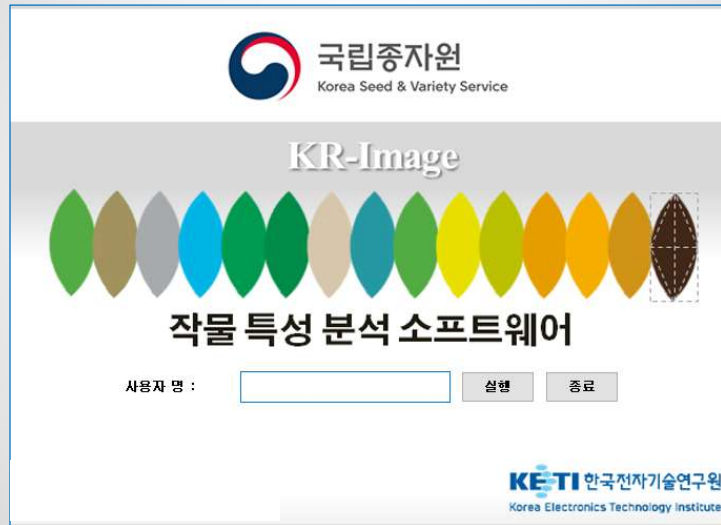 국립종자원
Korea Seed & Variety Service
KR-Image
작물 특성 분석 소프트웨어
사용자 명 :
실행
종료
KETI 한국전자기술연구원
Korea Electronics Technology Institute